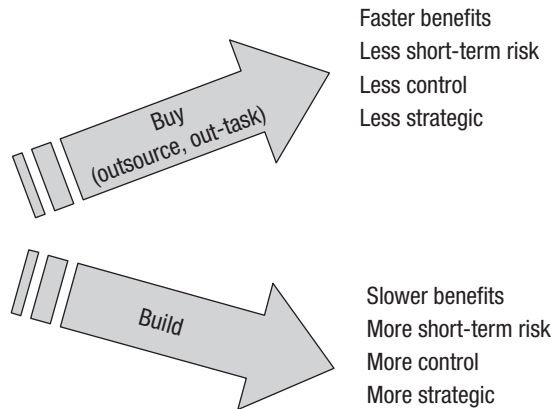 Faster benefits
Less short-term risk
Less control
Less strategic
Buy
(outsource, out-task)
Build
Slower benefits
More short-term risk
More control
More strategic